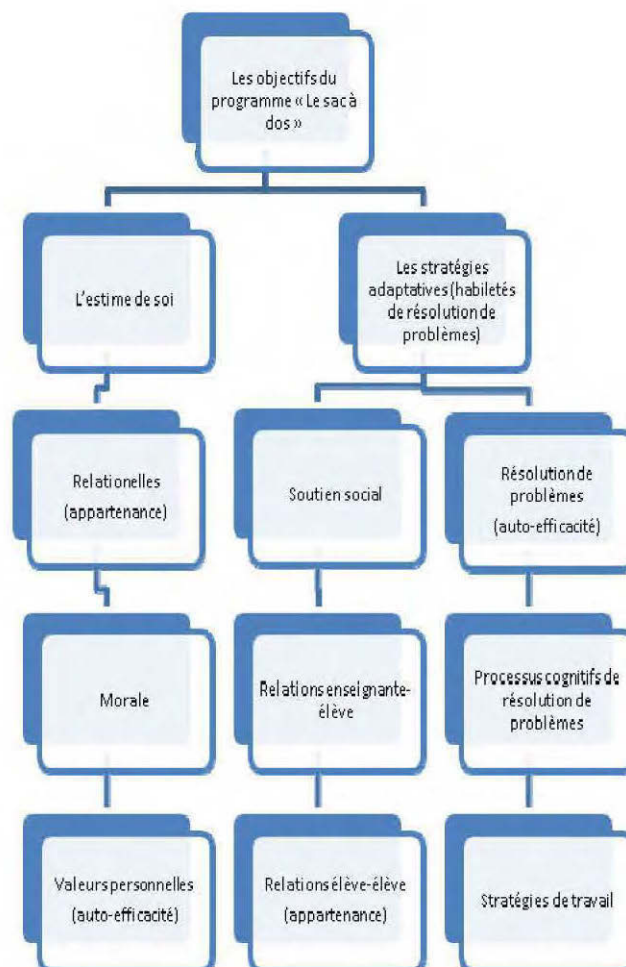 Les objectifs du
programme « Le sac à
dos »
L'estime de soi
Les stratégies
adaptatives (habiletés
de résolution de
problèmes)
Relationelles
(appartenance)
Soutien social
Résolution de
problèmes
(auto-efficacité)
Morale
Relations enseignante-
élève
Processus cognitifs de
résolution de
problèmes
Valeurs personnelles
(auto-efficacité)
Relations élève-élève
(appartenance)
Stratégies de travail